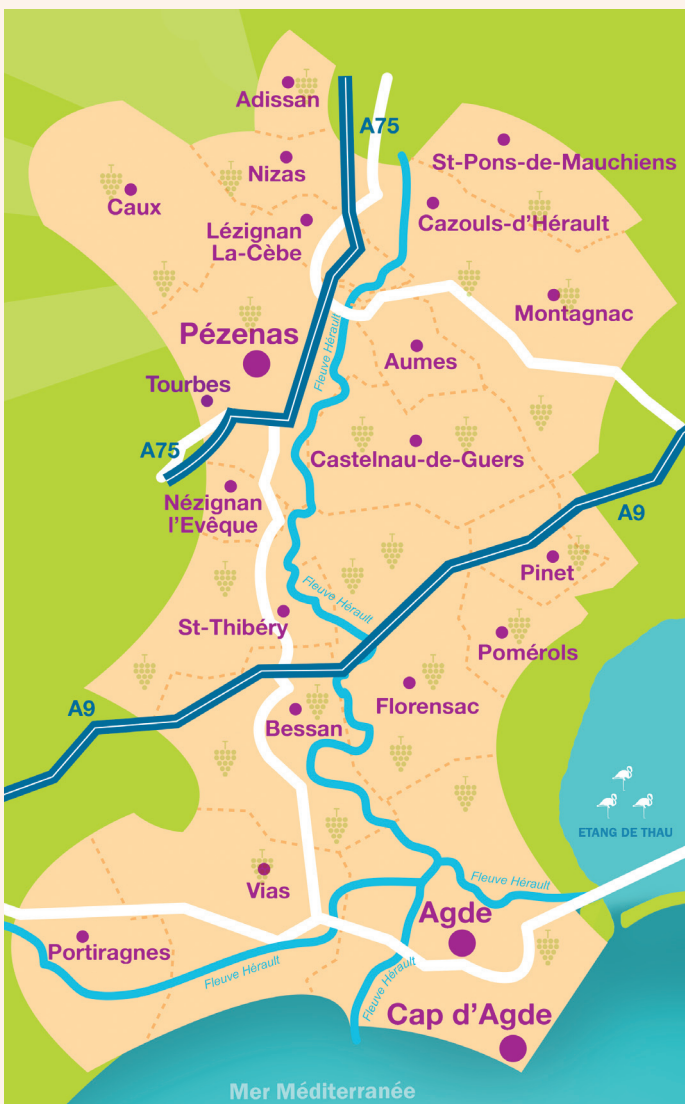 Adissan
A75
St-Pons-de-Mauchiens
Nizas
Caux
Cazouls-d'Hérault
Lézignan
La-Cèbe
Montagnac
Pézenas
Fleuve Hérault
Aumes
Tourbes
A75
Castelnau-de-Guers
Nézignan
l'Evêque
A9
Pinet
Fleuve Hérault
St-Thibéry
Pomérols
A9
Bessan
Florensac
ETANG DE THAU
Vias
Fleuve Hérault
Agde
Portiragnes
Fleuve Hérault
Fleuve Hérault
Cap d'Agde
Mer Méditerranée